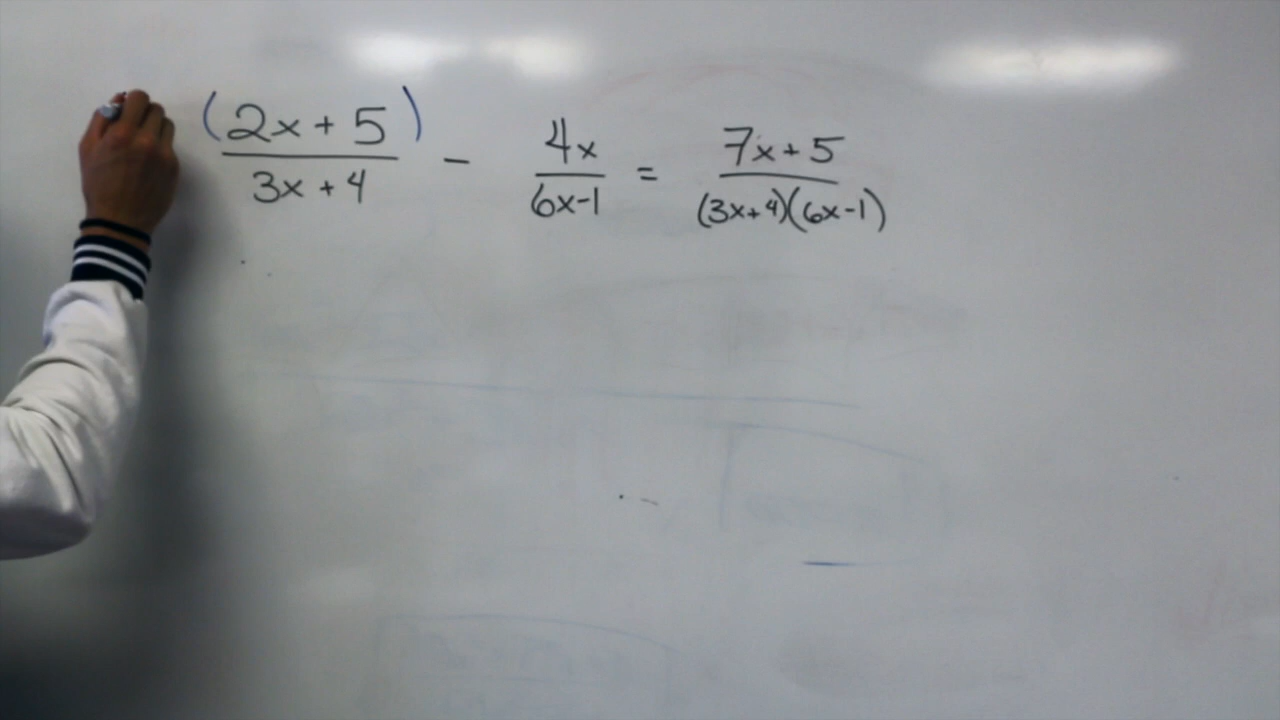 (2x + 5) / 3x + 4 - 4x / 6x-1 = 7x + 5 / (3x+4)(6x-1)